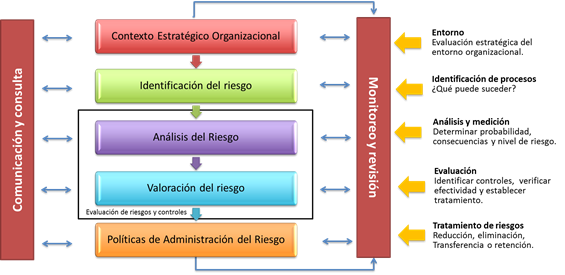 Comunicación y consulta
Contexto Estratégico Organizacional
Identificación del riesgo
Análisis del Riesgo
Valoración del riesgo
Evaluación de riesgos y controles
Políticas de Administración del Riesgo
Monitoreo y revisión
Entorno
Evaluación estratégica del
entorno organizacional.
Identificación de procesos
¿Qué puede suceder?
Análisis y medición
Determinar probabilidad,
consecuencias y nivel de riesgo.
Evaluación
Identificar controles, verificar
efectividad y establecer
tratamiento.
Tratamiento de riesgos
Reducción, eliminación,
Transferencia o retención.